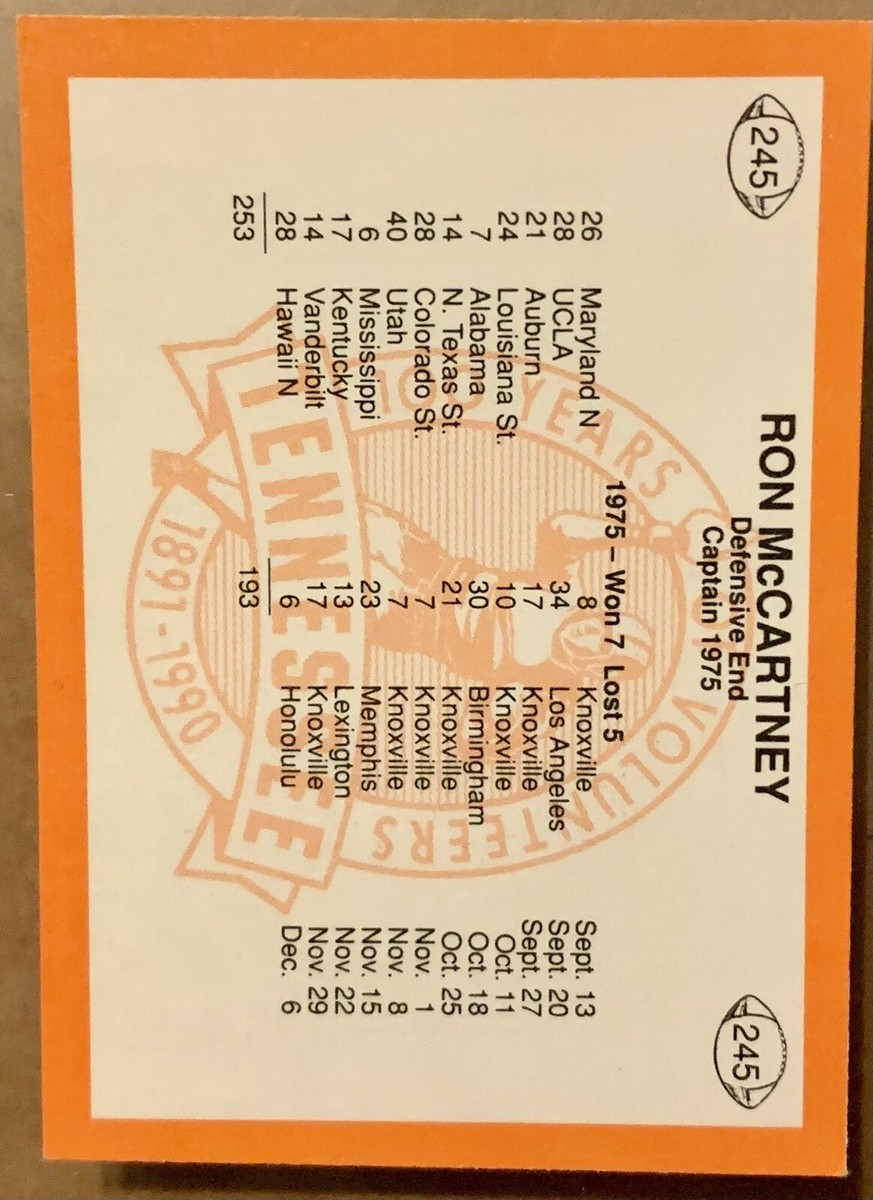 245 245
RON McCARTNEY
Defensive End
Captain 1975
1975 – Won 7 Lost 5
26 Maryland N 8 Knoxville Sept. 13
28 UCLA 34 Los Angeles Sept. 20
21 Auburn 17 Knoxville Sept. 27
24 Louisiana St. 10 Knoxville Oct. 11
7 Alabama 30 Birmingham Oct. 18
14 N. Texas St. 21 Knoxville Oct. 25
28 Colorado St. 7 Knoxville Nov. 1
40 Utah 7 Knoxville Nov. 8
6 Mississippi 23 Memphis Nov. 15
17 Kentucky 13 Lexington Nov. 22
14 Vanderbilt 17 Knoxville Nov. 29
28 Hawaii N 6 Honolulu Dec. 6
253 193
100 YEARS VOLUNTEERS
TENNESSEE
1891-1990